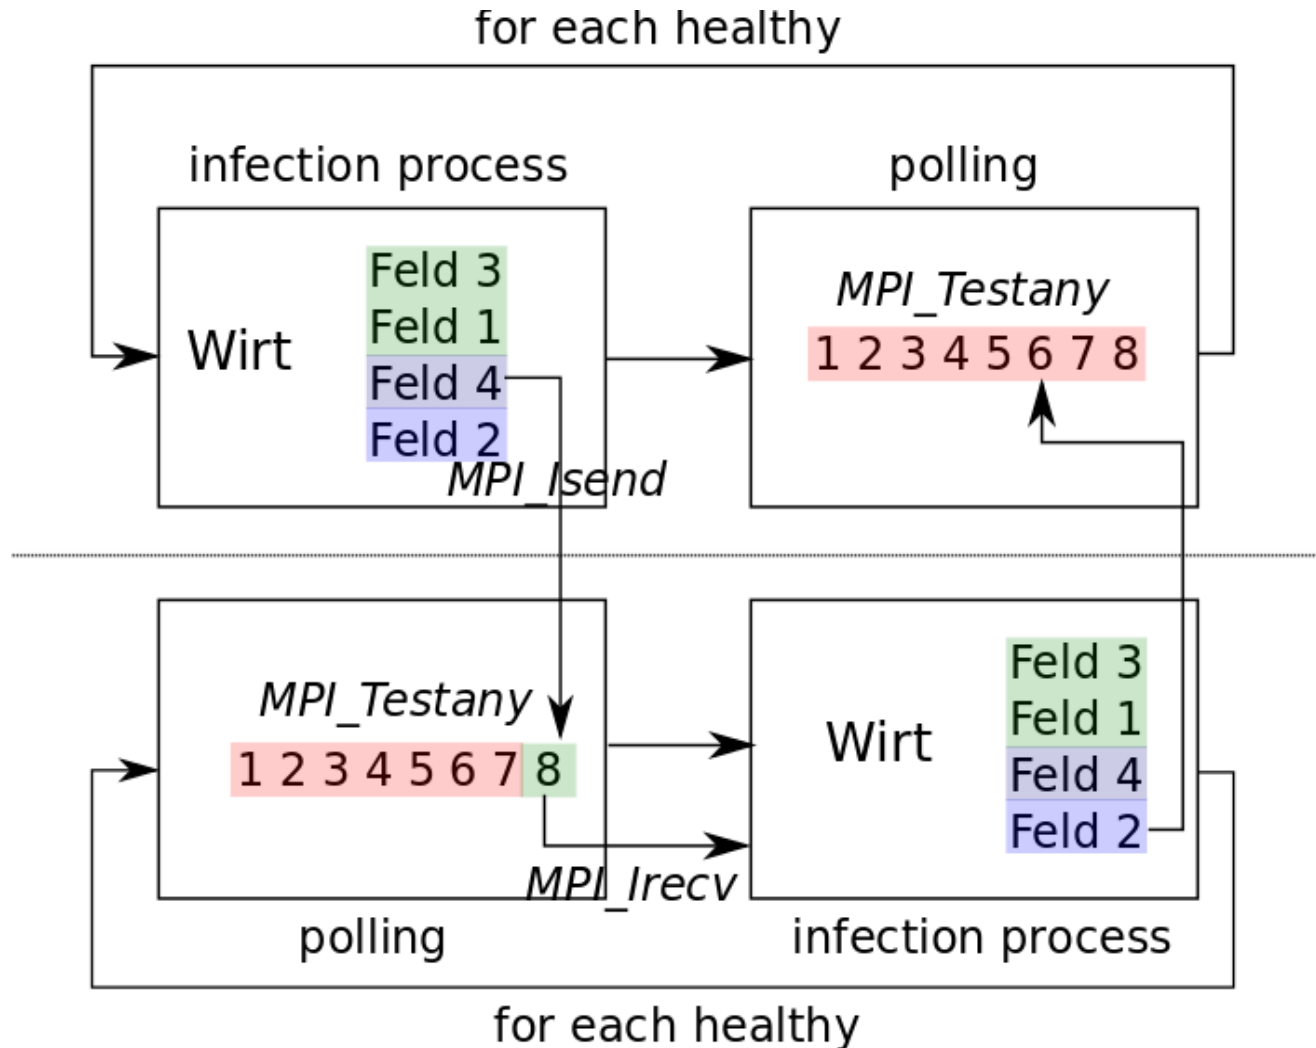 for each healthy
infection process
polling
Wirt
Feld 3
Feld 1
Feld 4
Feld 2
MPI_Isend
MPI_Testany
1 2 3 4 5 6 7 8
MPI_Testany
1 2 3 4 5 6 7 8
MPI_Irecv
Wirt
Feld 3
Feld 1
Feld 4
Feld 2
polling
infection process
for each healthy